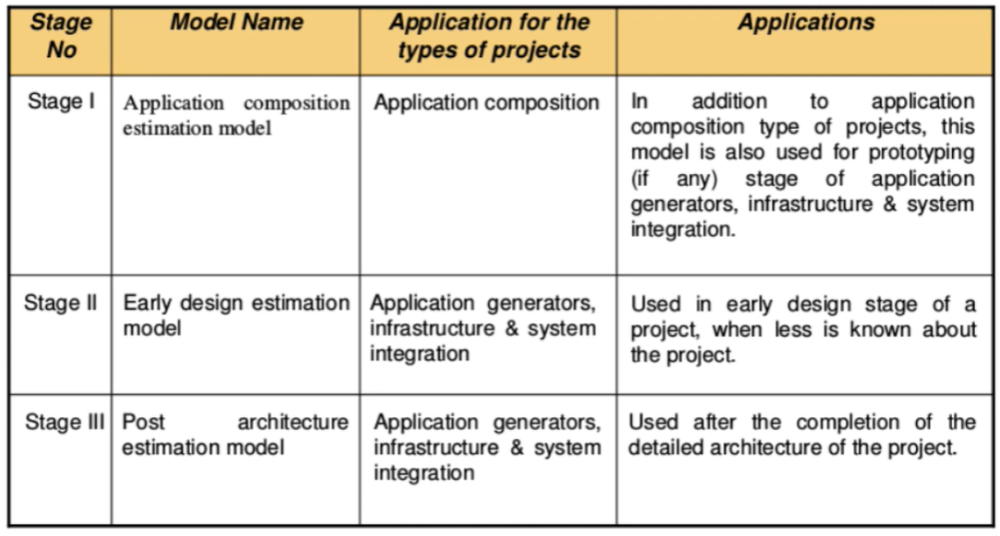 Stage No
Model Name
Application for the types of projects
Applications
Stage I
Application composition
estimation model
Application composition
In addition to application
composition type of projects, this
model is also used for prototyping
(if any) stage of application
generators, infrastructure & system
integration.
Stage II
Early design estimation
model
Application generators,
infrastructure & system
integration
Used in early design stage of a
project, when less is known about
the project.
Stage III
Post architecture
estimation model
Application generators,
infrastructure & system
integration
Used after the completion of the
detailed architecture of the project.